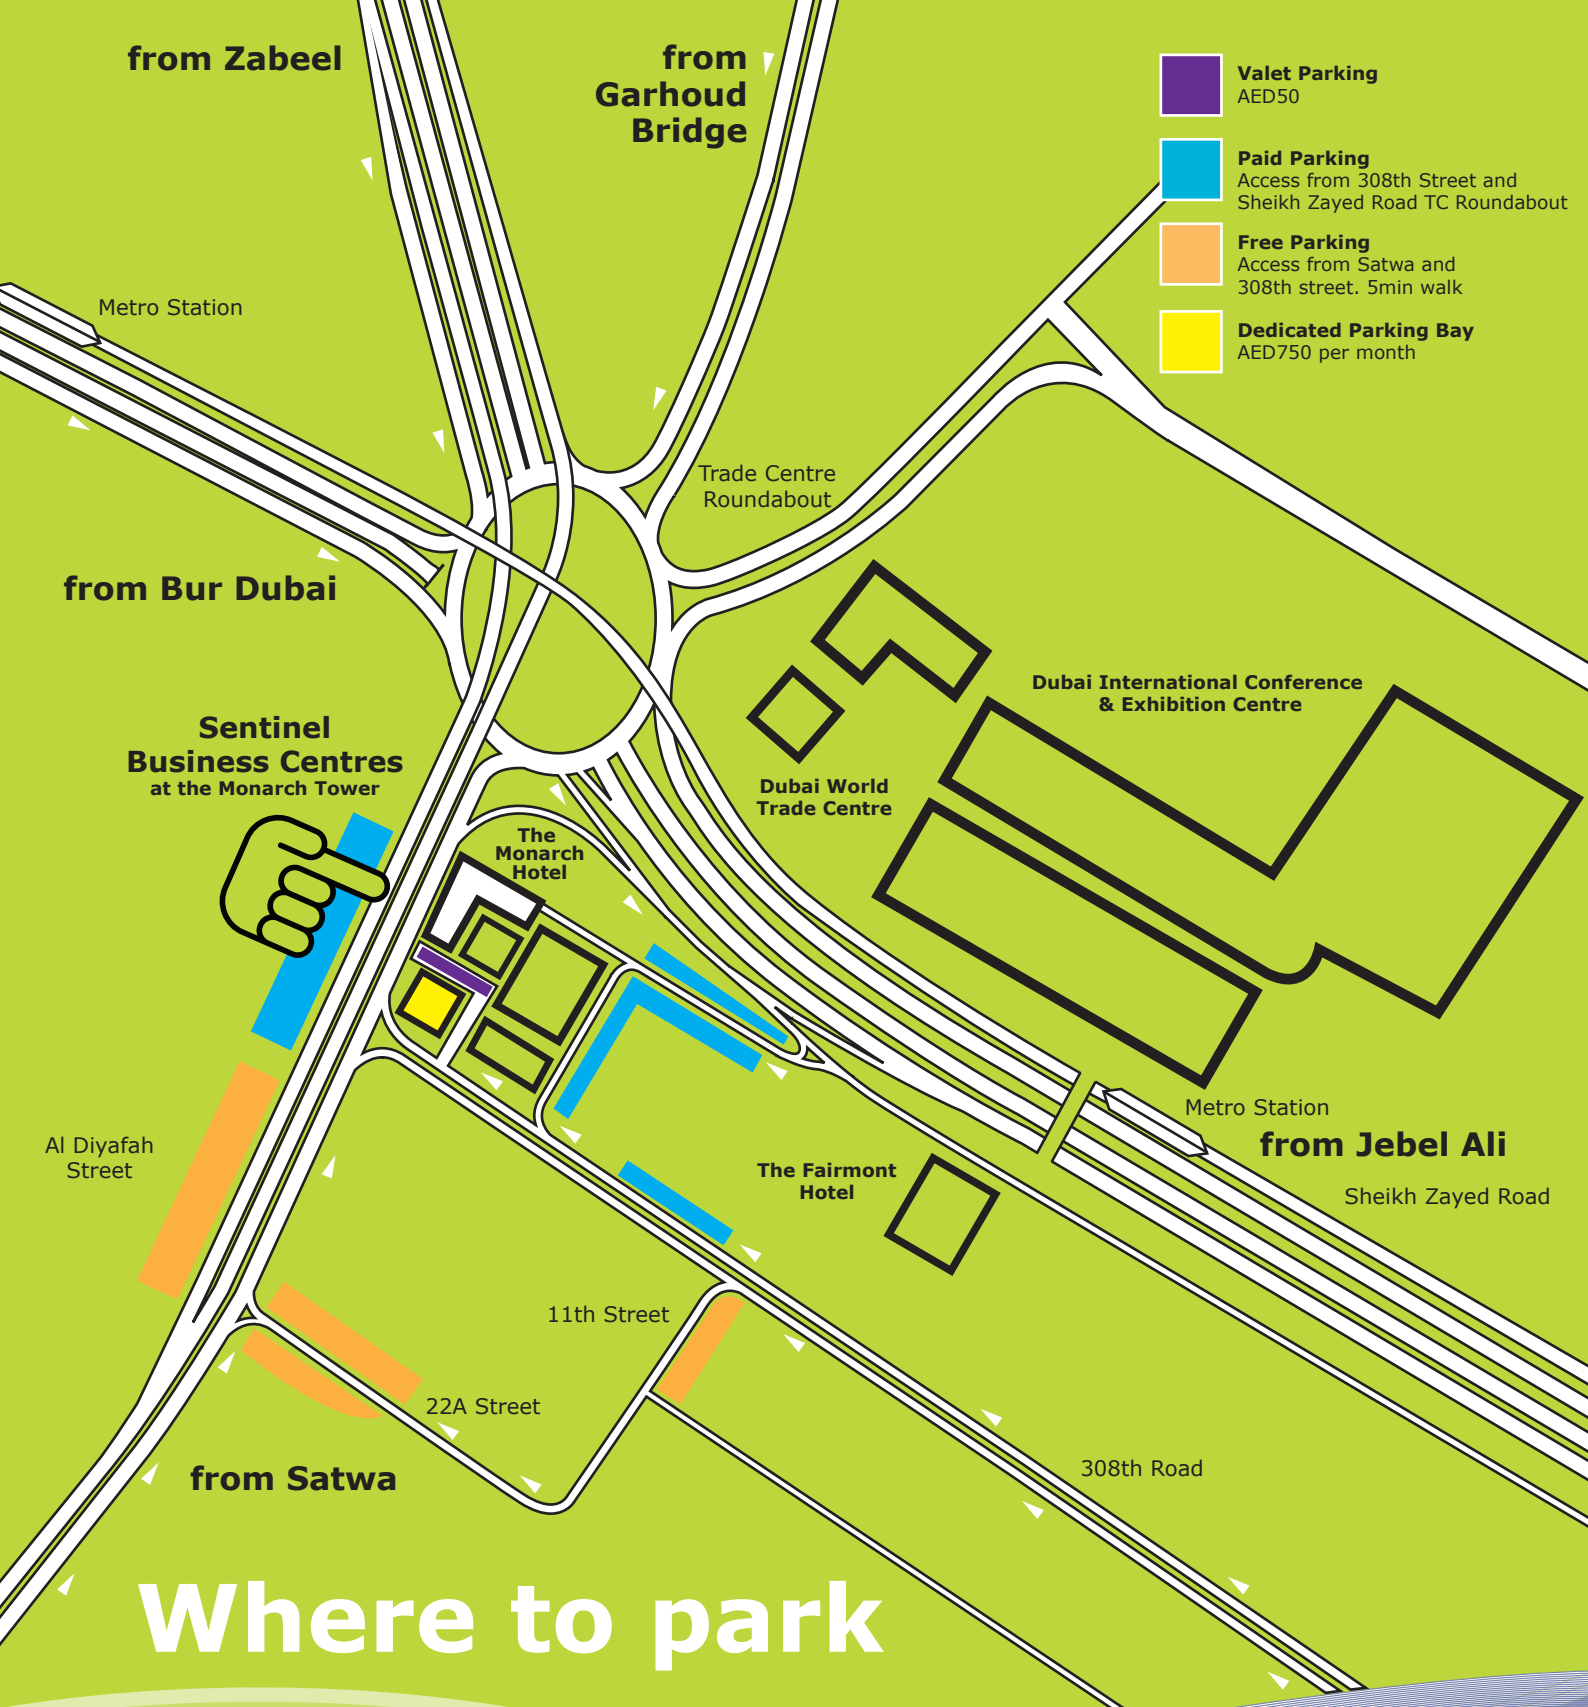 from Zabeel
from
Garhoud
Bridge
Valet Parking
AED50
Paid Parking
Access from 308th Street and
Sheikh Zayed Road TC Roundabout
Free Parking
Access from Satwa and
308th street. 5min walk
Dedicated Parking Bay
AED750 per month
Metro Station
Trade Centre
Roundabout
from Bur Dubai
Dubai International Conference
& Exhibition Centre
Sentinel
Business Centres
at the Monarch Tower
Dubai World
Trade Centre
The
Monarch
Hotel
Metro Station
from Jebel Ali
Sheikh Zayed Road
Al Diyafah
Street
The Fairmont
Hotel
11th Street
22A Street
from Satwa
308th Road
Where to park